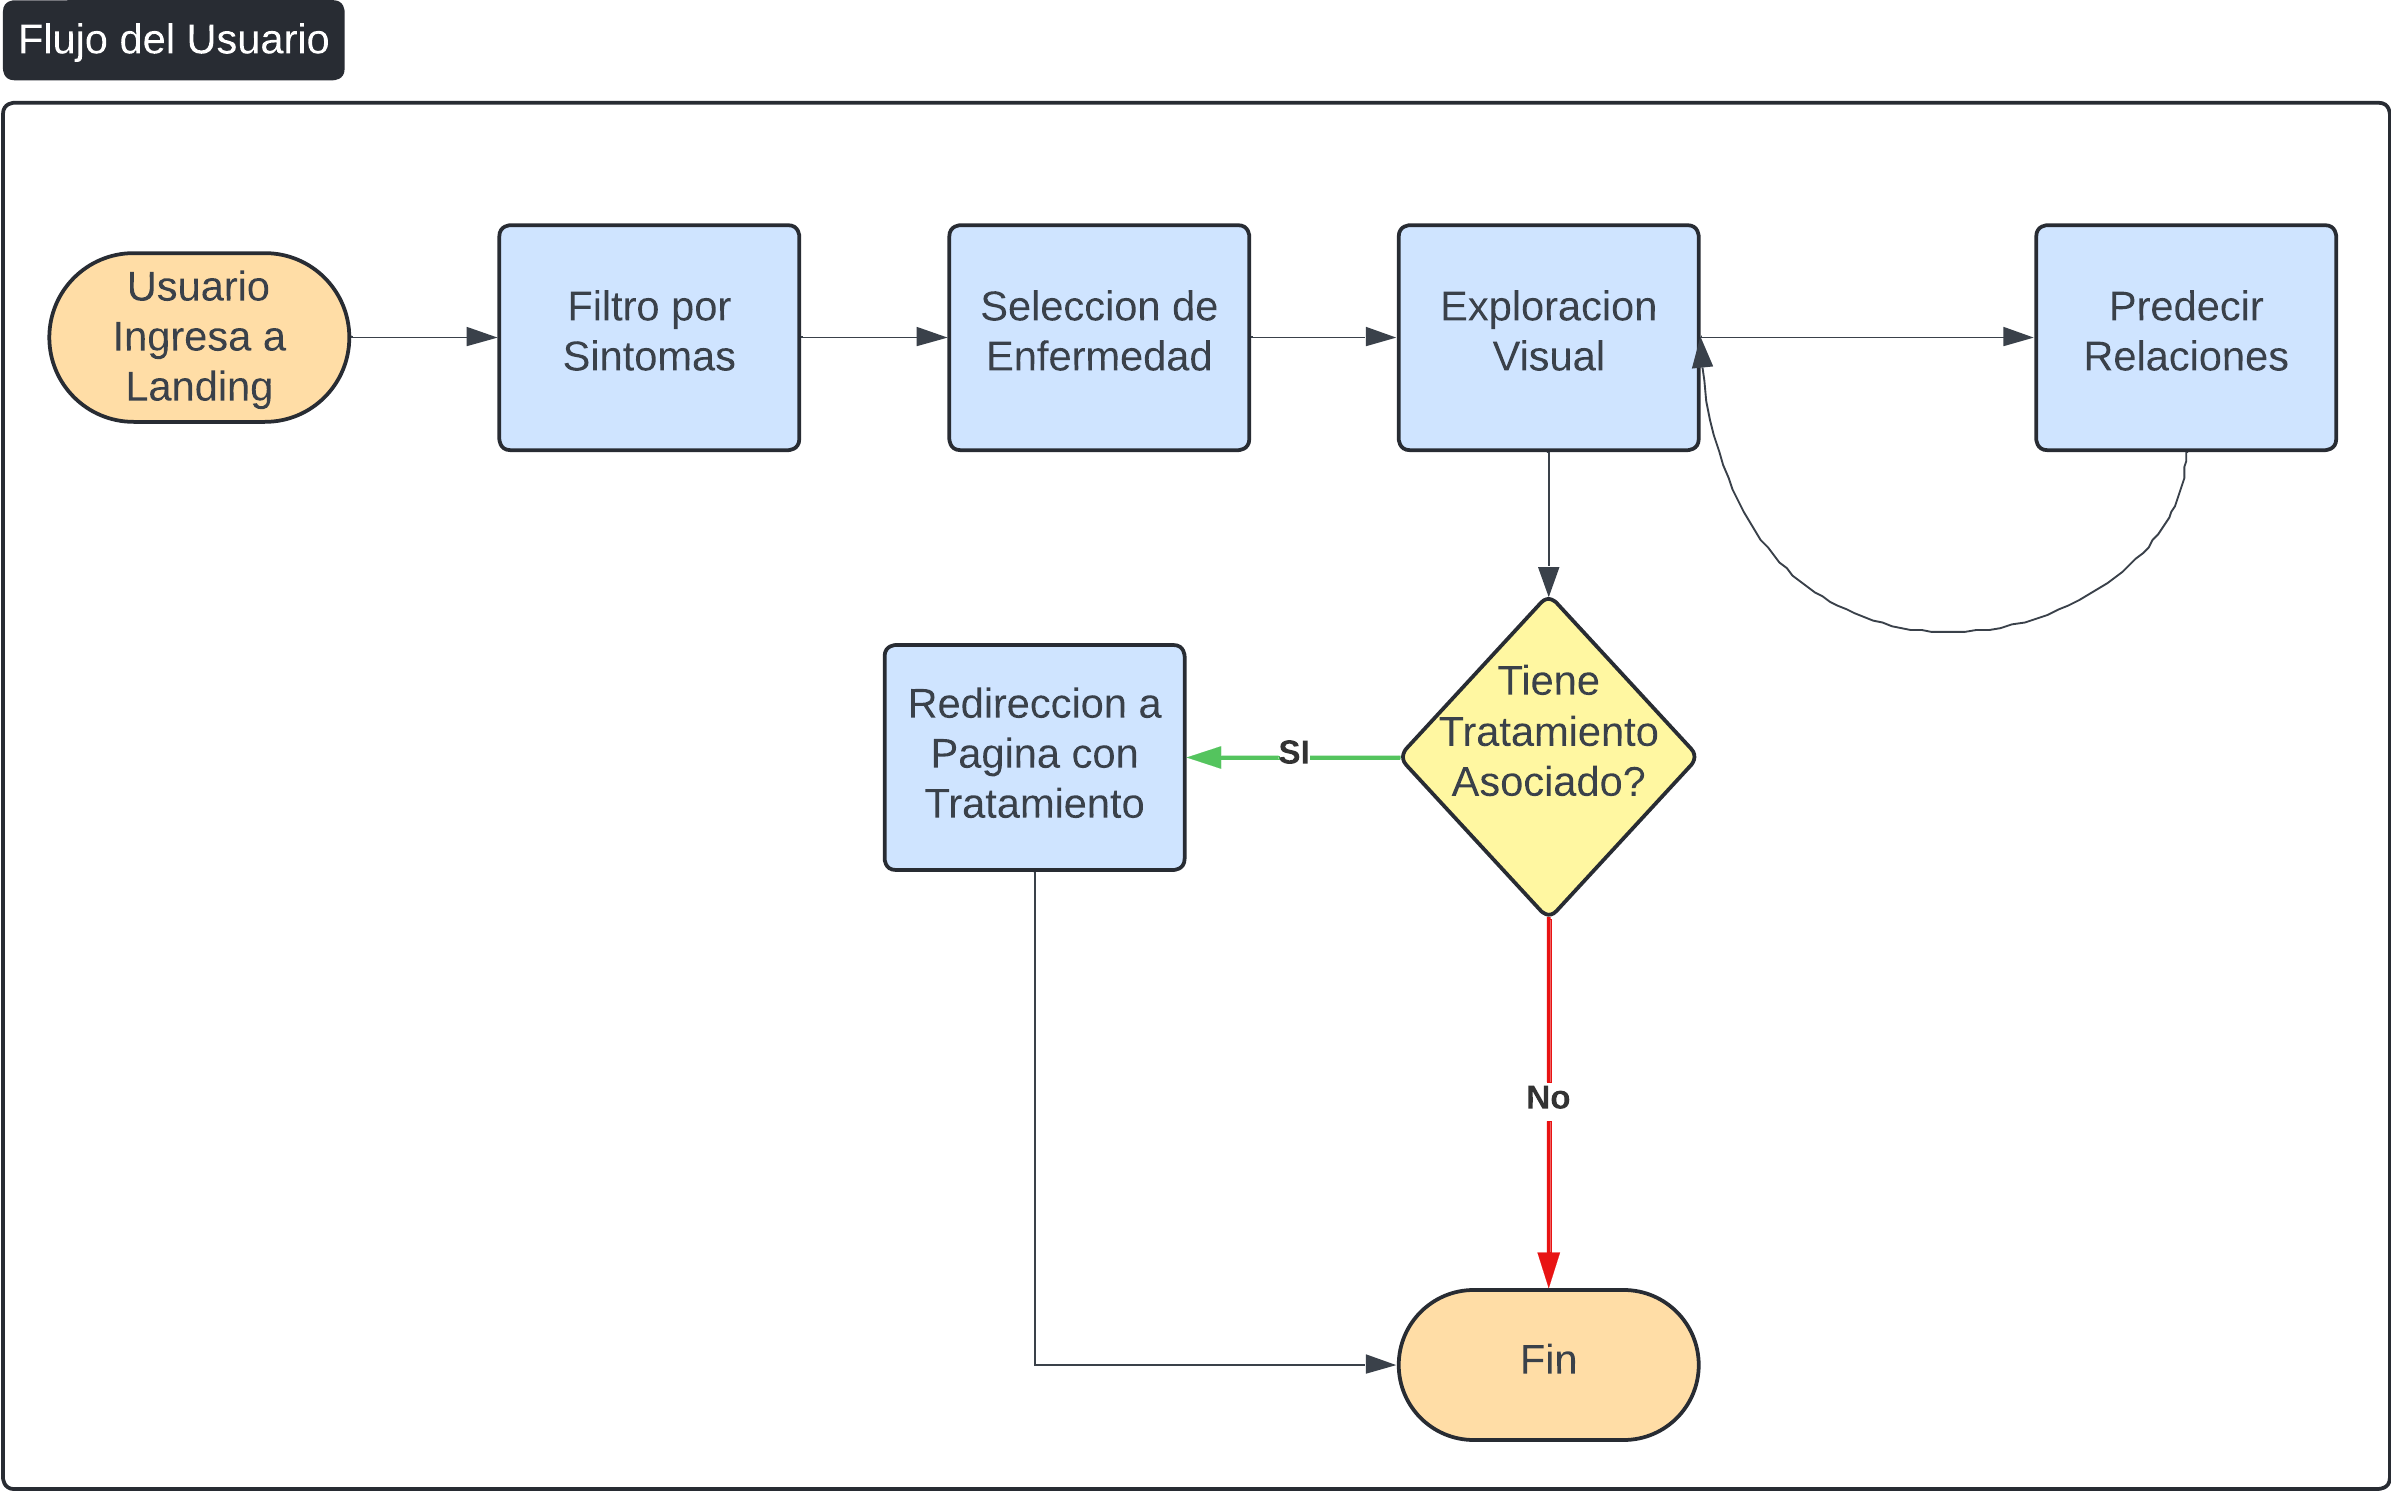 Flujo del Usuario
Usuario
Ingresa a
Landing
Filtro por
Sintomas
Seleccion de
Enfermedad
Exploracion
Visual
Predecir
Relaciones
Redireccion a
Pagina con
Tratamiento
SI
Tiene
Tratamiento
Asociado?
No
Fin